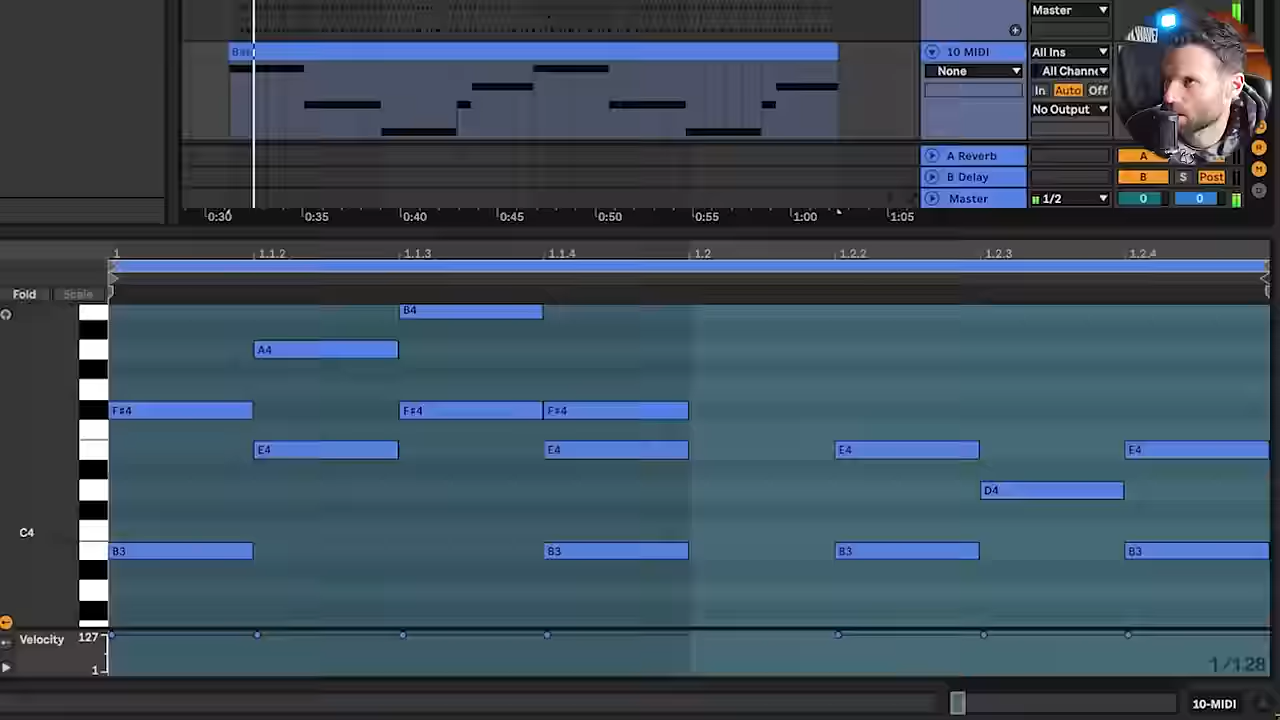 Master
Bas
10 MIDI
All Ins
None
All Channe
In Auto Off
No Output
A Reverb
A
B Delay
B S Post
Master
1/2 0 0
0:30 0:35 0:40 0:45 0:50 0:55 1:00 1:05
1 1.1.2 1.1.3 1.1.4 1.2 1.2.2 1.2.3 1.2.4
Fold Scale
B4
A4
F#4 F#4 F#4
E4 E4 E4 E4
D4
C4
B3 B3 B3 B3
Velocity 127
1
1/128
10-MIDI